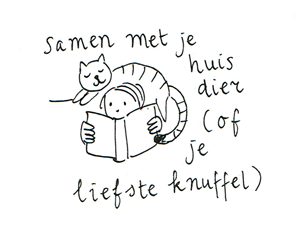 samen met je
huis
dier
(of
je
liefste knuffel)